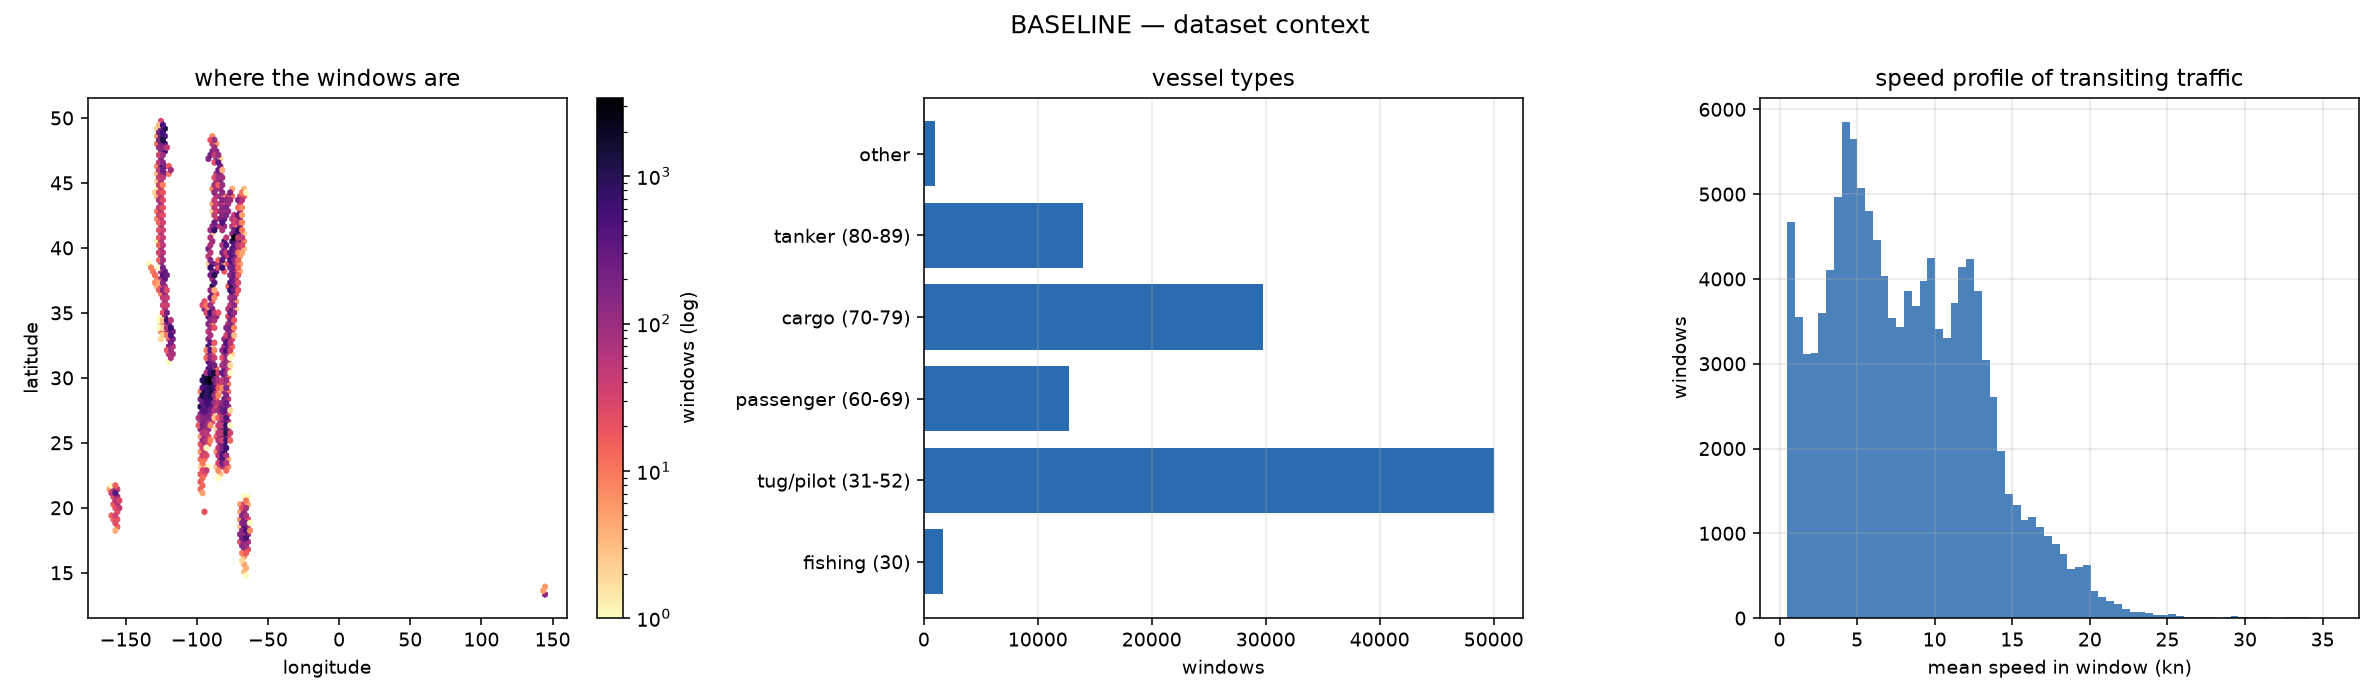 BASELINE — dataset context
where the windows are
latitude
50
45
40
35
30
25
20
15
−150 −100 −50 0 50 100 150
longitude
10³
10²
10¹
10⁰
windows (log)
vessel types
other
tanker (80-89)
cargo (70-79)
passenger (60-69)
tug/pilot (31-52)
fishing (30)
0 10000 20000 30000 40000 50000
windows
speed profile of transiting traffic
windows
6000
5000
4000
3000
2000
1000
0
0 5 10 15 20 25 30 35
mean speed in window (kn)